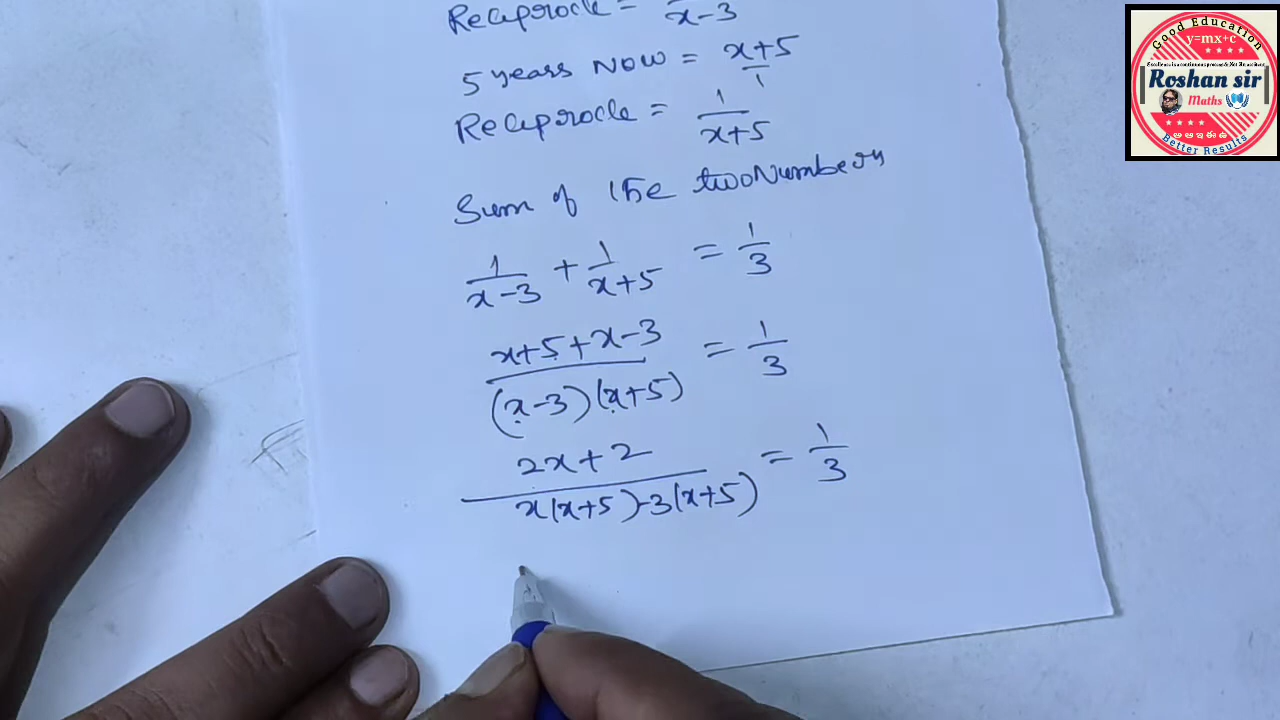 Reciprocle = x-3
5 years Now = x+5/1
Reciprocle = 1/x+5
Sum of the two Numbers
1/x-3 + 1/x+5 = 1/3
x+5+x-3/(x-3)(x+5) = 1/3
2x+2/x(x+5)-3(x+5) = 1/3
Good Education
y=mx+c
Roshan sir
Maths
Better Results